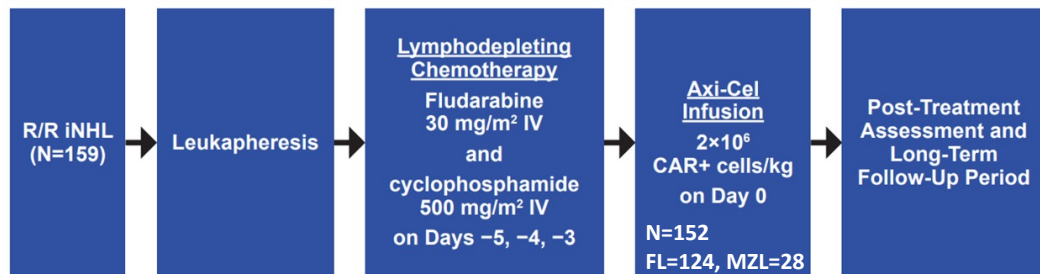 R/R iNHL
(N=159)
Leukapheresis
Lymphodepleting
Chemotherapy
Fludarabine
30 mg/m² IV
and
cyclophosphamide
500 mg/m² IV
on Days −5, −4, −3
Axi-Cel
Infusion
2×10⁶
CAR+ cells/kg
on Day 0
N=152
FL=124, MZL=28
Post-Treatment
Assessment and
Long-Term
Follow-Up Period